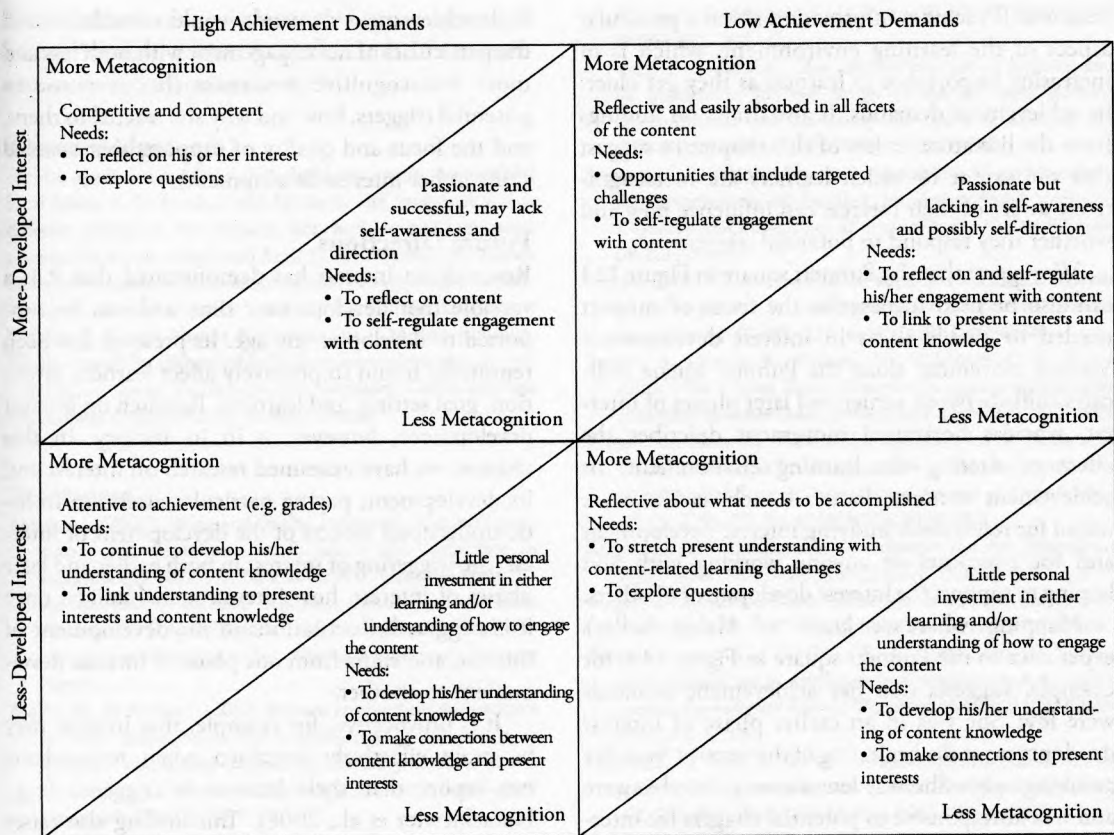 High Achievement Demands
Low Achievement Demands
More-Developed Interest
More Metacognition
Competitive and competent
Needs:
• To reflect on his or her interest
• To explore questions
Passionate and
successful, may lack
self-awareness and
direction
Needs:
• To reflect on content
• To self-regulate engagement
with content
Less Metacognition
More Metacognition
Reflective and easily absorbed in all facets
of the content
Needs:
• Opportunities that include targeted
challenges
• To self-regulate engagement
with content
Passionate but
lacking in self-awareness
and possibly self-direction
Needs:
• To reflect on and self-regulate
his/her engagement with content
• To link to present interests and
content knowledge
Less Metacognition
Less-Developed Interest
More Metacognition
Attentive to achievement (e.g. grades)
Needs:
• To continue to develop his/her
understanding of content knowledge
• To link understanding to present
interests and content knowledge
Little personal
investment in either
learning and/or
understanding of how to engage
the content
Needs:
• To develop his/her understanding
of content knowledge
• To make connections between
content knowledge and present
interests
Less Metacognition
More Metacognition
Reflective about what needs to be accomplished
Needs:
• To stretch present understanding with
content-related learning challenges
• To explore questions
Little personal
investment in either
learning and/or
understanding of how to engage
the content
Needs:
• To develop his/her understand-
ing of content knowledge
• To make connections to present
interests
Less Metacognition